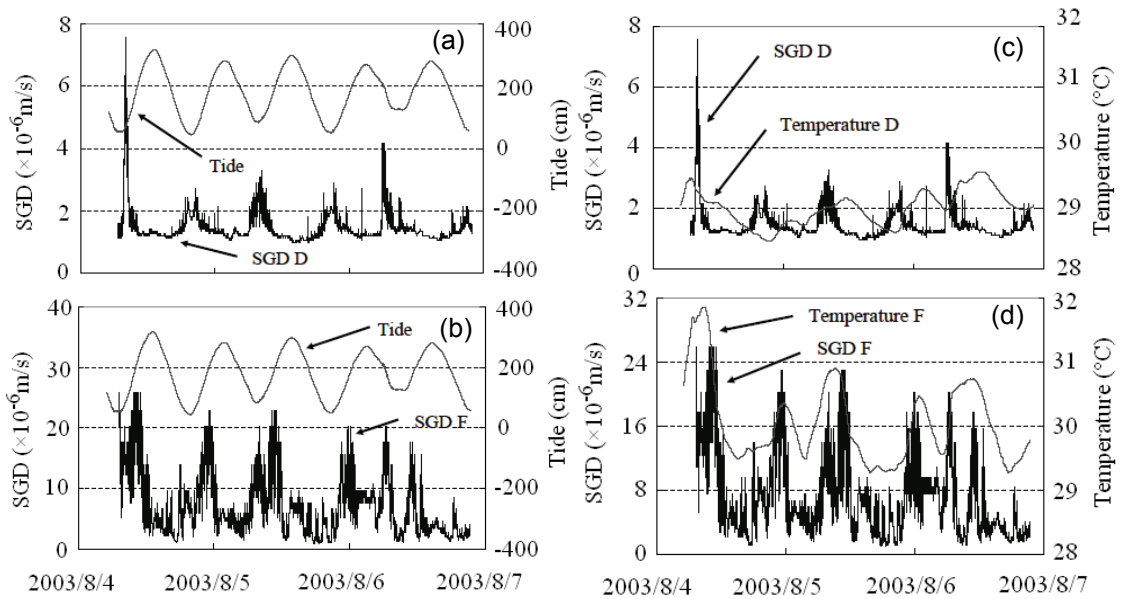 (a)
8
6
4
2
0
SGD (×10-6m/s)
400
200
0
-200
-400
Tide (cm)
Tide
SGD D
(c)
8
6
4
2
0
SGD (×10-6m/s)
32
31
30
29
28
Temperature (°C)
SGD D
Temperature D
(b)
40
30
20
10
0
SGD (×10-6m/s)
400
200
0
-200
-400
Tide (cm)
Tide
SGD F
2003/8/4
2003/8/5
2003/8/6
2003/8/7
(d)
32
24
16
8
0
SGD (×10-6m/s)
32
31
30
29
28
Temperature (°C)
Temperature F
SGD F
2003/8/4
2003/8/5
2003/8/6
2003/8/7